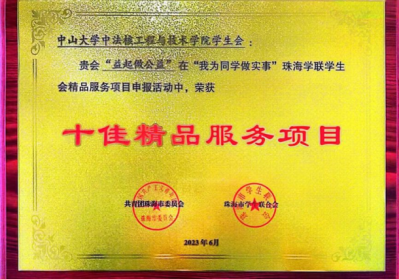 中山大学中法核工程与技术学院学生会：
贵会“益起做公益”在“我为同学做实事”珠海学联学生
会精品服务项目申报活动中，荣获
十佳精品服务项目
共青团珠海市委员会
珠海市学生联合会
2023年6月